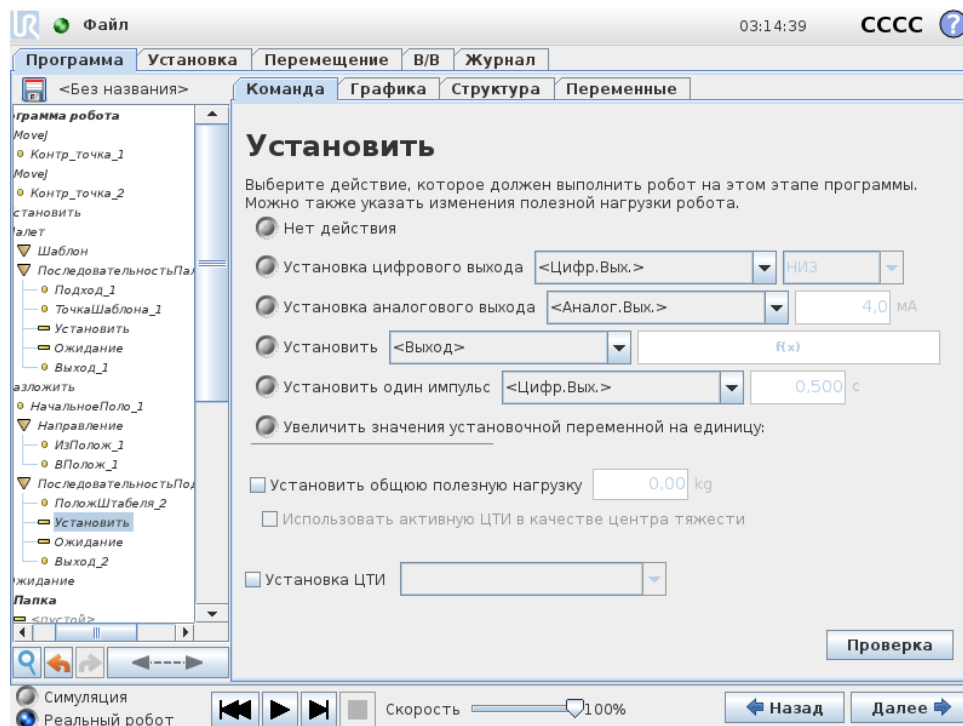 UR Файл 03:14:39 CCCC ?
Программа Установка Перемещение В/В Журнал
<Без названия> Команда Графика Структура Переменные
ограмма робота
MoveJ
Контр_точка_1
MoveJ
Контр_точка_2
становить
Палет
Шаблон
ПоследовательностьПал
Подход_1
ТочкаШаблона_1
Установить
Ожидание
Выход_1
азложить
НачальноеПоло_1
Направление
ИзПолож_1
ВПолож_1
ПоследовательностьПод
ПоложШтабеля_2
Установить
Ожидание
Выход_2
Ожидание
Папка
<пустой>
Установить
Выберите действие, которое должен выполнить робот на этом этапе программы.
Можно также указать изменения полезной нагрузки робота.
Нет действия
Установка цифрового выхода <Цифр.Вых.> НИЗ
Установка аналогового выхода <Аналог.Вых.> 4,0 мА
Установить <Выход> f(x)
Установить один импульс <Цифр.Вых.> 0,500 с
Увеличить значения установочной переменной на единицу:
Установить общую полезную нагрузку 0,00 kg
Использовать активную ЦТИ в качестве центра тяжести
Установка ЦТИ
Проверка
Симуляция
Реальный робот
Скорость 100%
Назад Далее